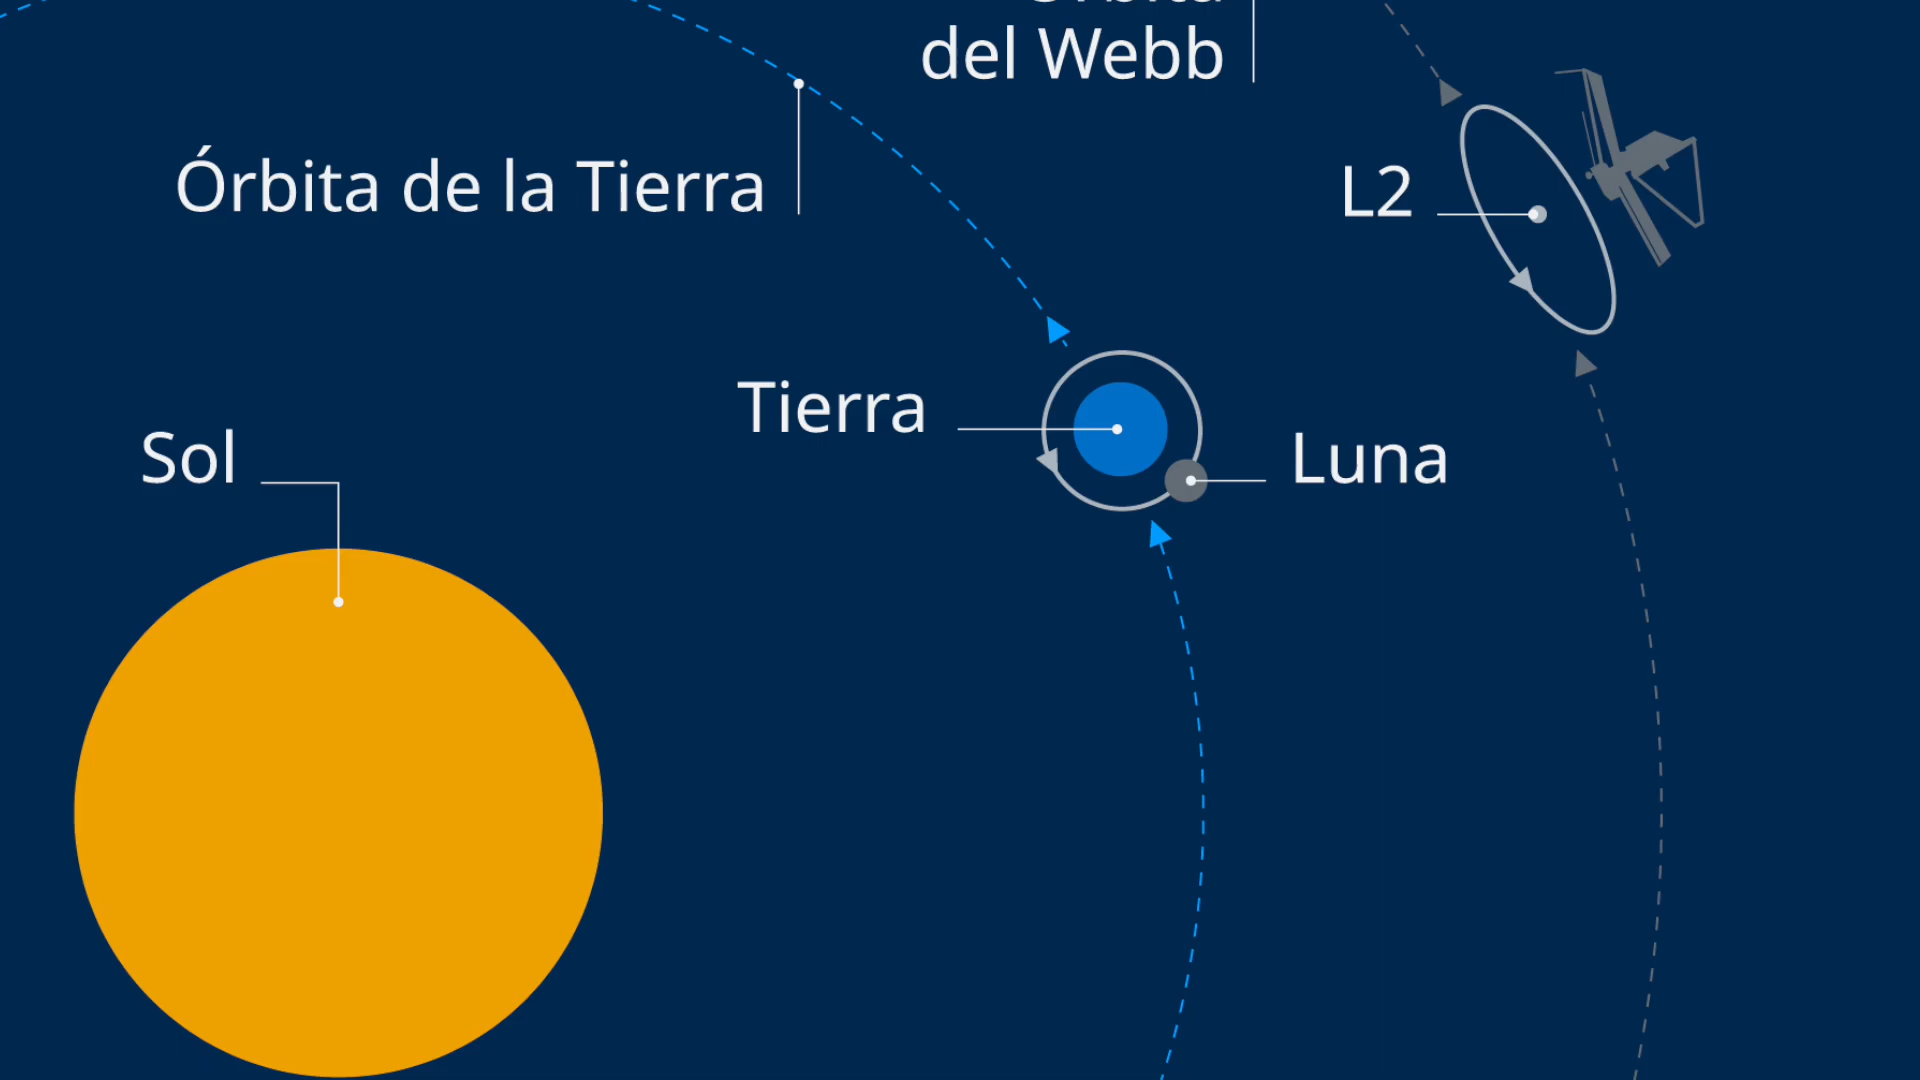 del Webb
Órbita de la Tierra
L2
Tierra
Luna
Sol